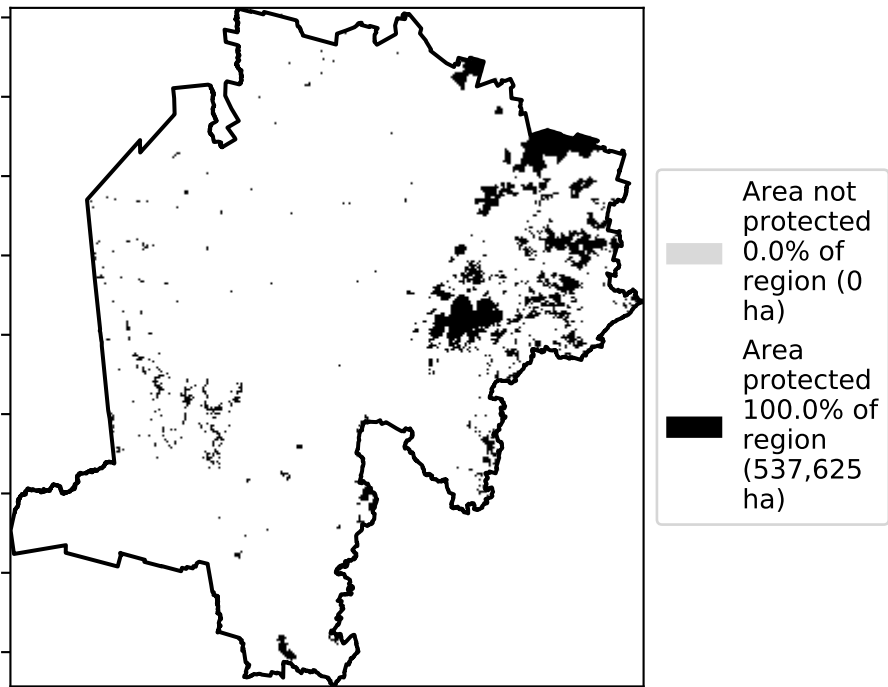 Area not
protected
0.0% of
region (0
ha)
Area
protected
100.0% of
region
(537,625
ha)